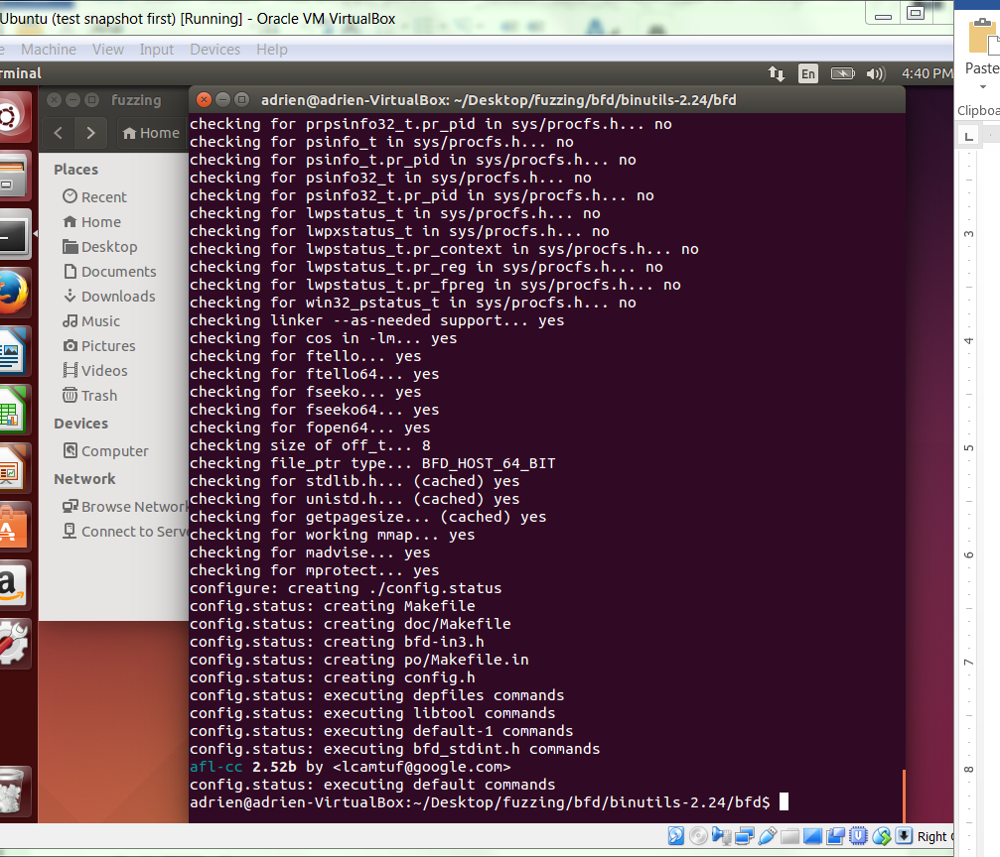 Ubuntu (test snapshot first) [Running] - Oracle VM VirtualBox
Machine View Input Devices Help
rminal
En
4:40 PM
fuzzing
adrien@adrien-VirtualBox: ~/Desktop/fuzzing/bfd/binutils-2.24/bfd
Home
Places
Recent
Home
Desktop
Documents
Downloads
Music
Pictures
Videos
Trash
Devices
Computer
Network
Browse Network
Connect to Serv
checking for prpsinfo32_t.pr_pid in sys/procfs.h... no
checking for psinfo_t in sys/procfs.h... no
checking for psinfo_t.pr_pid in sys/procfs.h... no
checking for psinfo32_t in sys/procfs.h... no
checking for psinfo32_t.pr_pid in sys/procfs.h... no
checking for lwpstatus_t in sys/procfs.h... no
checking for lwpxstatus_t in sys/procfs.h... no
checking for lwpstatus_t.pr_context in sys/procfs.h... no
checking for lwpstatus_t.pr_reg in sys/procfs.h... no
checking for lwpstatus_t.pr_fpreg in sys/procfs.h... no
checking for win32_pstatus_t in sys/procfs.h... no
checking linker --as-needed support... yes
checking for cos in -lm... yes
checking for ftello... yes
checking for ftello64... yes
checking for fseeko... yes
checking for fseeko64... yes
checking for fopen64... yes
checking size of off_t... 8
checking file_ptr type... BFD_HOST_64_BIT
checking for stdlib.h... (cached) yes
checking for unistd.h... (cached) yes
checking for getpagesize... (cached) yes
checking for working mmap... yes
checking for madvise... yes
checking for mprotect... yes
configure: creating ./config.status
config.status: creating Makefile
config.status: creating doc/Makefile
config.status: creating bfd-in3.h
config.status: creating po/Makefile.in
config.status: creating config.h
config.status: executing depfiles commands
config.status: executing libtool commands
config.status: executing default-1 commands
config.status: executing bfd_stdint.h commands
afl-cc 2.52b by <lcamtuf@google.com>
config.status: executing default commands
adrien@adrien-VirtualBox:~/Desktop/fuzzing/bfd/binutils-2.24/bfd$
Right
Paste
Clipboa
3
4
5
6
7
8